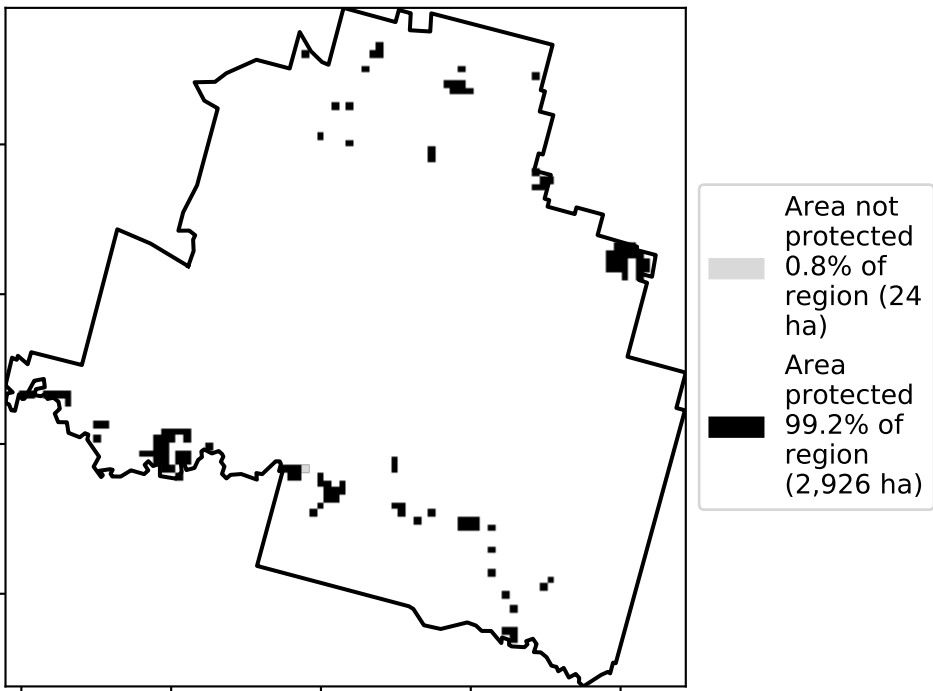 Area not
protected
0.8% of
region (24
ha)
Area
protected
99.2% of
region
(2,926 ha)